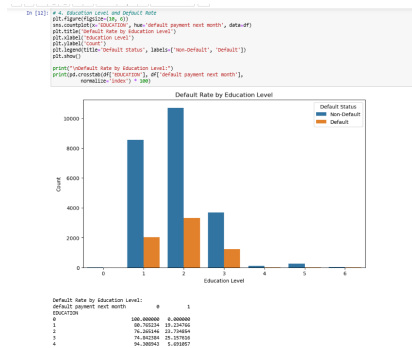 In [12]: # 4. Education Level and Default Rate
plt.figure(figsize=(10, 6))
sns.countplot(x='EDUCATION', hue='default payment next month', data=df)
plt.title('Default Rate by Education Level')
plt.xlabel('Education Level')
plt.ylabel('Count')
plt.legend(title='Default Status', labels=['Non-Default', 'Default'])
plt.show()
print("\nDefault Rate by Education Level:")
print(pd.crosstab(df['EDUCATION'], df['default payment next month'],
normalize='index') * 100)
Default Rate by Education Level
Default Status
Non-Default
Default
10000
8000
6000
4000
2000
0
Count
0 1 2 3 4 5 6
Education Level
Default Rate by Education Level:
default payment next month 0 1
EDUCATION
0 100.000000 0.000000
1 80.765234 19.234766
2 76.265146 23.734854
3 74.842384 25.157616
4 94.308943 5.691057